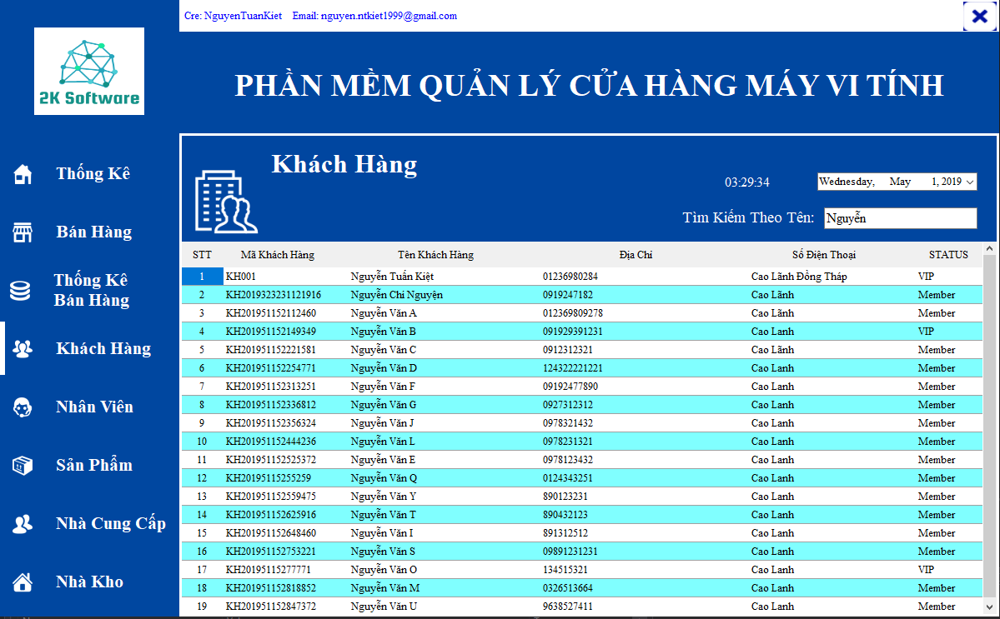 Cre: NguyenTuanKiet Email: nguyen.ntkiet1999@gmail.com
2K Software
PHẦN MỀM QUẢN LÝ CỬA HÀNG MÁY VI TÍNH
Thống Kê
Bán Hàng
Thống Kê
Bán Hàng
Khách Hàng
Nhân Viên
Sản Phẩm
Nhà Cung Cấp
Nhà Kho
Khách Hàng
03:29:34 Wednesday, May 1, 2019
Tìm Kiếm Theo Tên: Nguyễn
STT Mã Khách Hàng Tên Khách Hàng Địa Chỉ Số Điện Thoại STATUS
1 KH001 Nguyễn Tuấn Kiệt 01236980284 Cao Lãnh Đồng Tháp VIP
2 KH2019323231121916 Nguyễn Chí Nguyện 0919247182 Cao Lãnh Member
3 KH201951152112460 Nguyễn Văn A 012369809278 Cao Lãnh Member
4 KH201951152149349 Nguyễn Văn B 091929391231 Cao Lanh VIP
5 KH201951152221581 Nguyễn Văn C 0912312321 Cao Lãnh Member
6 KH201951152254771 Nguyễn Văn D 124322221221 Cao Lanh Member
7 KH201951152313251 Nguyễn Văn F 09192477890 Cao Lanh Member
8 KH201951152336812 Nguyễn Văn G 0927312312 Cao Lanh Member
9 KH201951152356324 Nguyễn Văn J 0978321432 Cao Lanh Member
10 KH201951152444236 Nguyễn Văn L 0978231321 Cao Lanh Member
11 KH201951152525372 Nguyễn Văn E 0978123432 Cao Lanh Member
12 KH20195115255259 Nguyễn Văn Q 0124343251 Cao Lanh Member
13 KH201951152559475 Nguyễn Văn Y 890123231 Cao Lanh Member
14 KH201951152625916 Nguyễn Văn T 890432123 Cao Lanh Member
15 KH201951152648460 Nguyễn Văn I 891312512 Cao Lanh Member
16 KH201951152753221 Nguyễn Văn S 09891231231 Cao Lanh Member
17 KH20195115277771 Nguyễn Văn O 134515321 Cao Lanh VIP
18 KH201951152818852 Nguyễn Văn M 0326513664 Cao Lanh Member
19 KH201951152847372 Nguyễn Văn U 9638527411 Cao Lanh Member